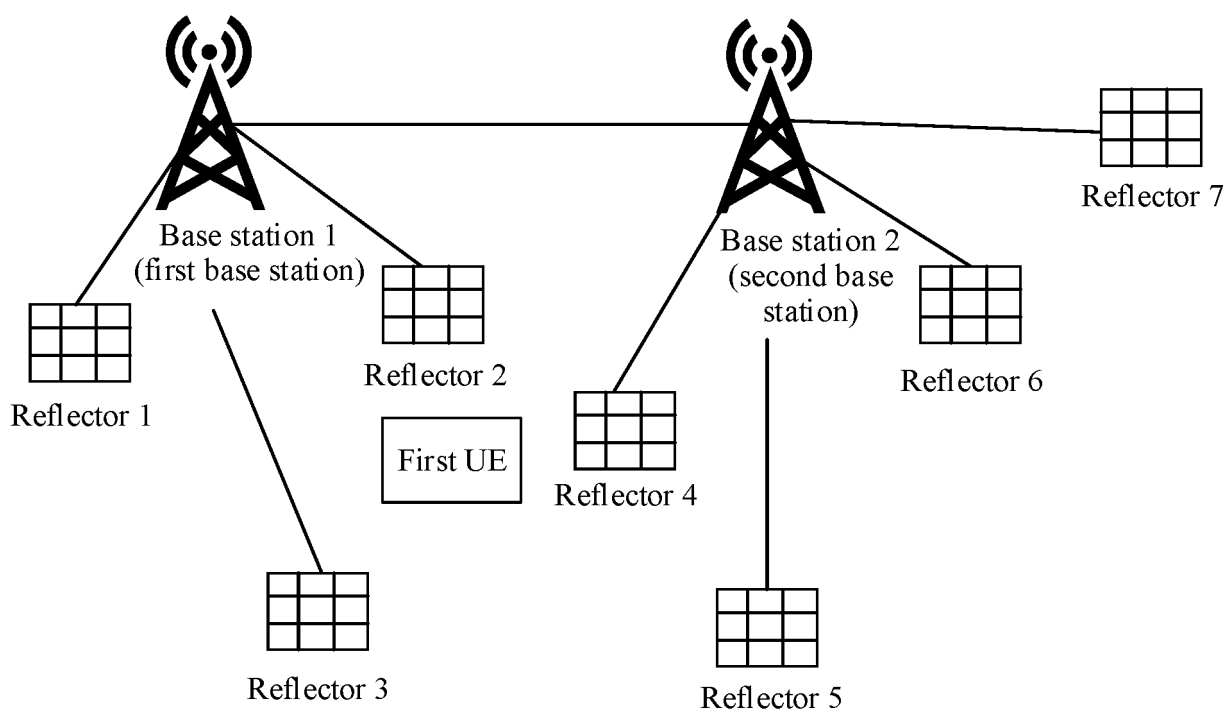 Reflector 7
Base station 1
(first base station)
Base station 2
(second base
station)
Reflector 1
Reflector 2
Reflector 6
First UE
Reflector 4
Reflector 3
Reflector 5